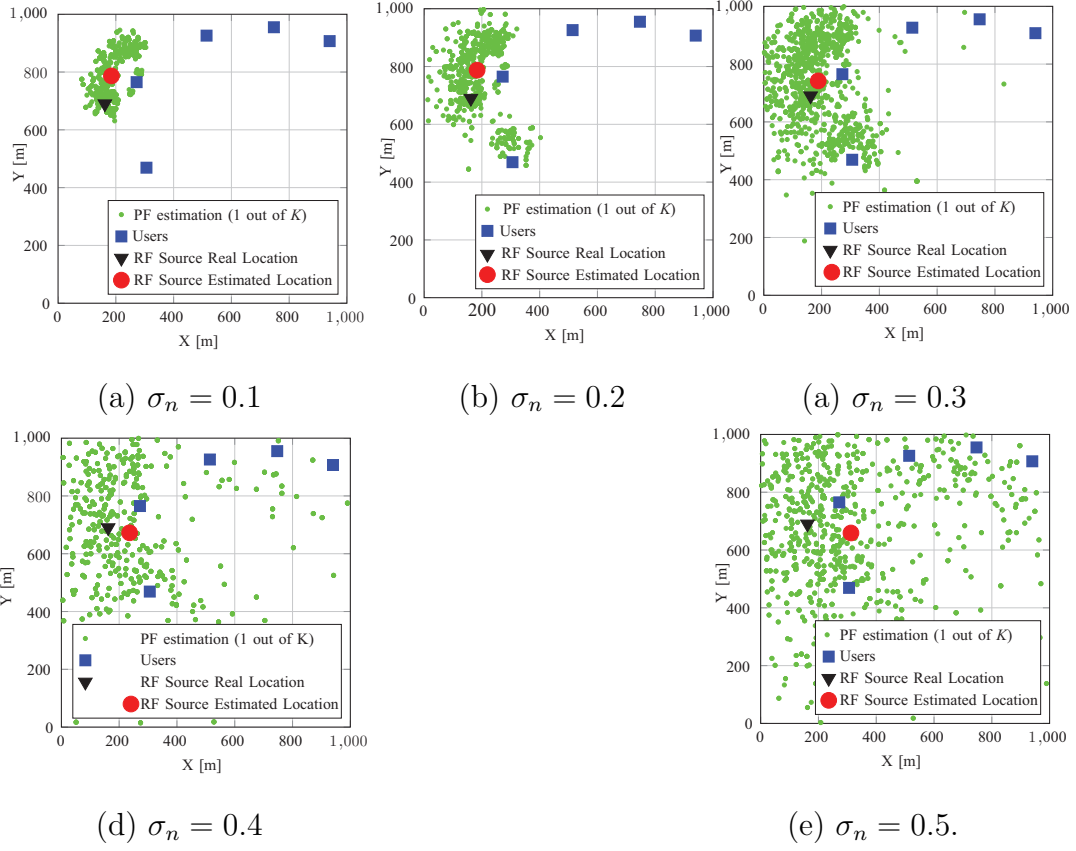 1,000
800
600
400
200
0
Y [m]
PF estimation (1 out of K)
Users
RF Source Real Location
RF Source Estimated Location
0 200 400 600 800 1,000
X [m]
(a) σn = 0.1
1,000
800
600
400
200
0
Y [m]
PF estimation (1 out of K)
Users
RF Source Real Location
RF Source Estimated Location
0 200 400 600 800 1,000
X [m]
(b) σn = 0.2
1,000
800
600
400
200
0
Y [m]
PF estimation (1 out of K)
Users
RF Source Real Location
RF Source Estimated Location
0 200 400 600 800 1,000
X [m]
(a) σn = 0.3
1,000
800
600
400
200
0
Y [m]
PF estimation (1 out of K)
Users
RF Source Real Location
RF Source Estimated Location
0 200 400 600 800 1,000
X [m]
(d) σn = 0.4
1,000
800
600
400
200
0
Y [m]
PF estimation (1 out of K)
Users
RF Source Real Location
RF Source Estimated Location
0 200 400 600 800 1,000
X [m]
(e) σn = 0.5.